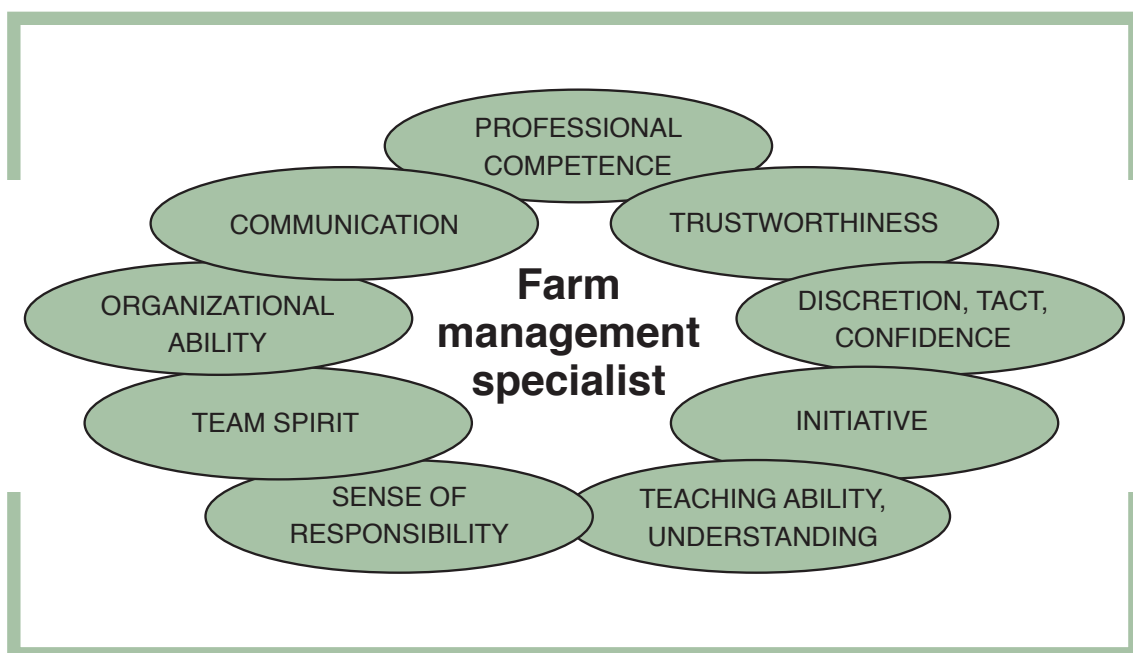 PROFESSIONAL
COMPETENCE
COMMUNICATION
TRUSTWORTHINESS
Farm
management
specialist
ORGANIZATIONAL
ABILITY
DISCRETION, TACT,
CONFIDENCE
TEAM SPIRIT
INITIATIVE
SENSE OF
RESPONSIBILITY
TEACHING ABILITY,
UNDERSTANDING